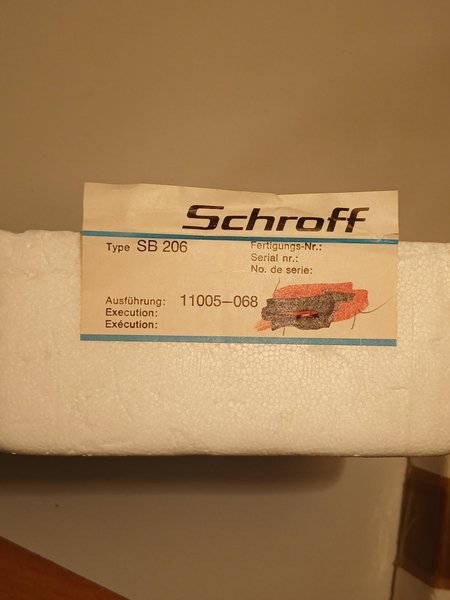 Schroff
Type SB 206
Fertigungs-Nr.:
Serial nr.:
No. de serie:
Ausführung: 11005-068
Execution:
Exécution: